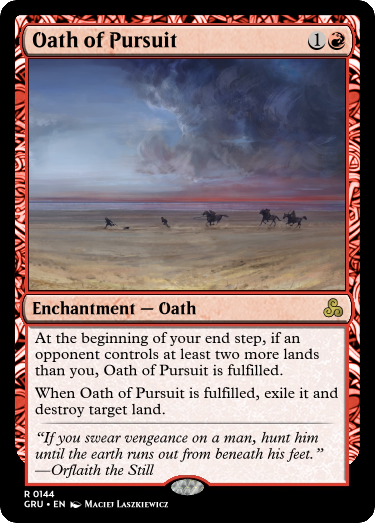 Oath of Pursuit 1
Enchantment — Oath
At the beginning of your end step, if an
opponent controls at least two more lands
than you, Oath of Pursuit is fulfilled.
When Oath of Pursuit is fulfilled, exile it and
destroy target land.
“If you swear vengeance on a man, hunt him
until the earth runs out from beneath his feet.”
—Orflaith the Still
R 0144
GRU • EN Maciej Laszkiewicz